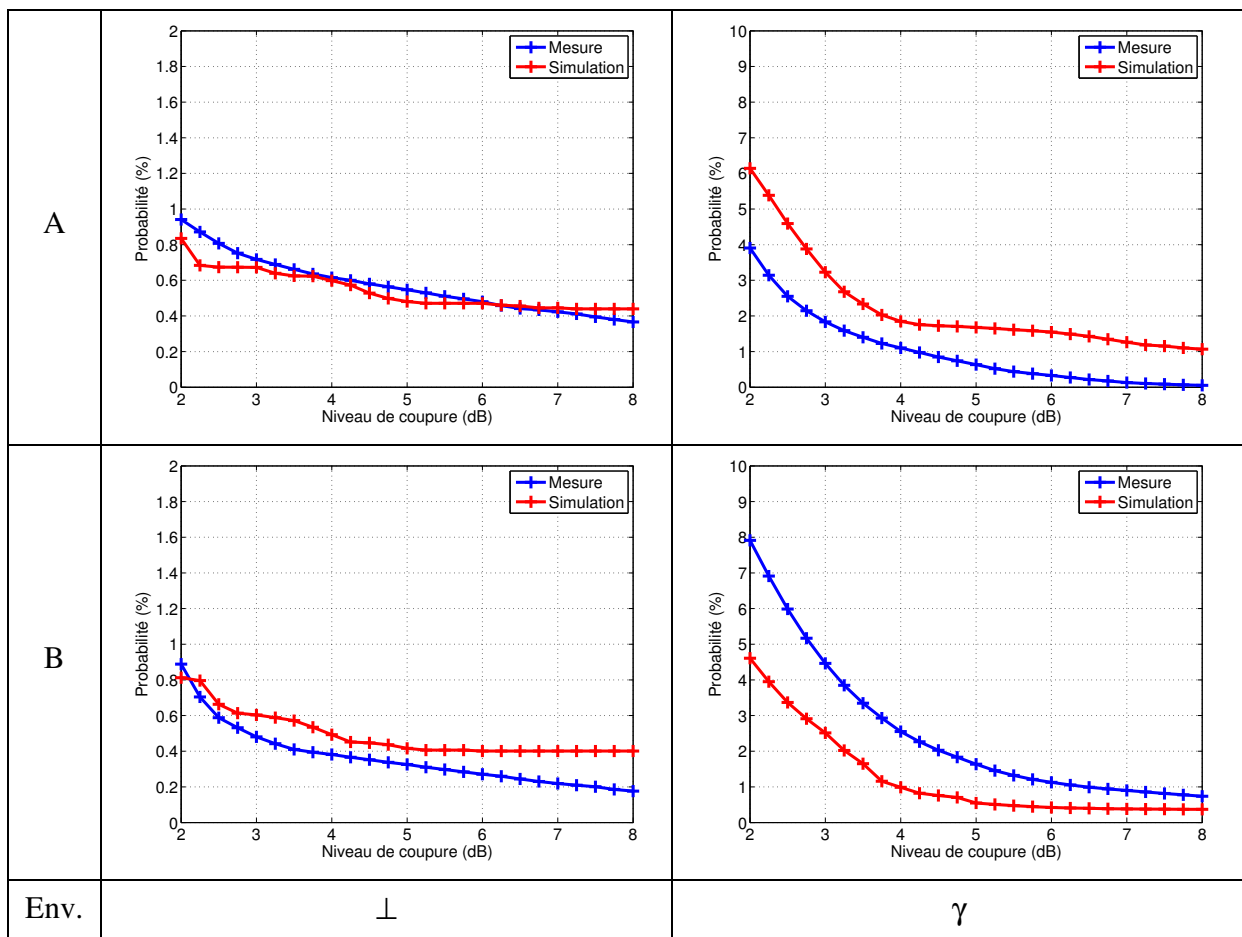 A
2
1.8
1.6
1.4
1.2
1
0.8
0.6
0.4
0.2
0
Probabilité (%)
Mesure
Simulation
2 3 4 5 6 7 8
Niveau de coupure (dB)
10
9
8
7
6
5
4
3
2
1
0
Probabilité (%)
Mesure
Simulation
2 3 4 5 6 7 8
Niveau de coupure (dB)
B
2
1.8
1.6
1.4
1.2
1
0.8
0.6
0.4
0.2
0
Probabilité (%)
Mesure
Simulation
2 3 4 5 6 7 8
Niveau de coupure (dB)
10
9
8
7
6
5
4
3
2
1
0
Probabilité (%)
Mesure
Simulation
2 3 4 5 6 7 8
Niveau de coupure (dB)
Env. ⊥ γ